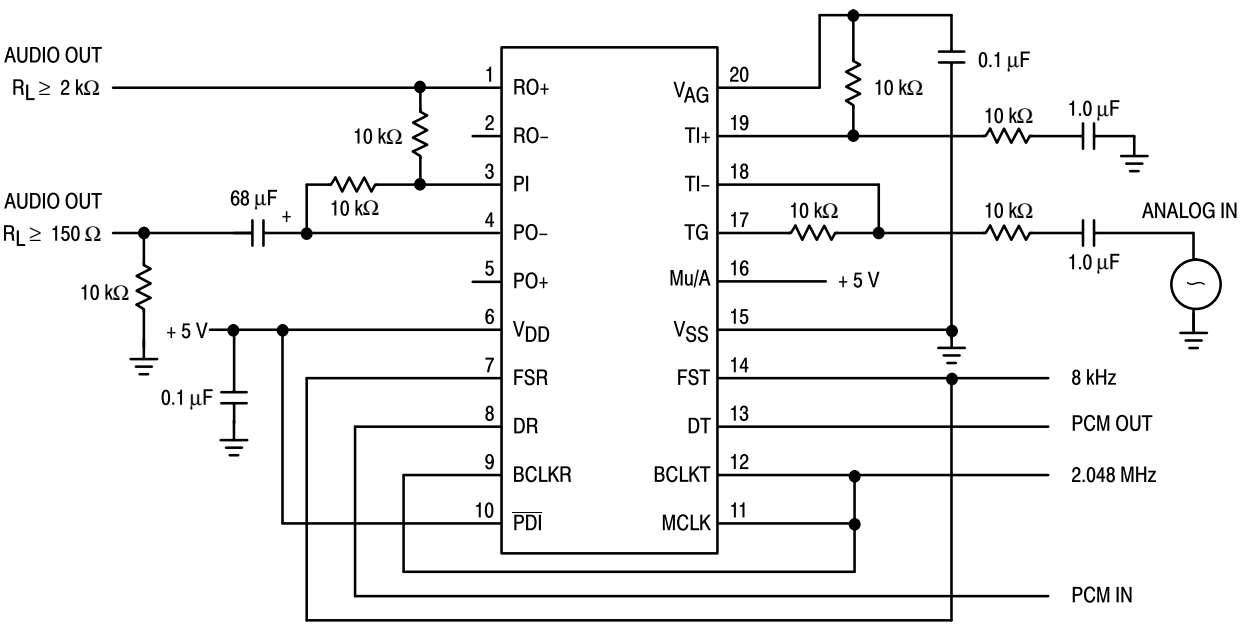 AUDIO OUT
RL ≥ 2 kΩ
10 kΩ
10 kΩ
AUDIO OUT
RL ≥ 150 Ω
68 µF
+
10 kΩ
+ 5 V
0.1 µF
1 RO+
2 RO−
3 PI
4 PO−
5 PO+
6 VDD
7 FSR
8 DR
9 BCLKR
10 PDI
VAG 20
TI+ 19
TI− 18
TG 17
Mu/A 16
VSS 15
FST 14
DT 13
BCLKT 12
MCLK 11
10 kΩ
0.1 µF
10 kΩ
1.0 µF
10 kΩ
10 kΩ
1.0 µF
ANALOG IN
+ 5 V
8 kHz
PCM OUT
2.048 MHz
PCM IN